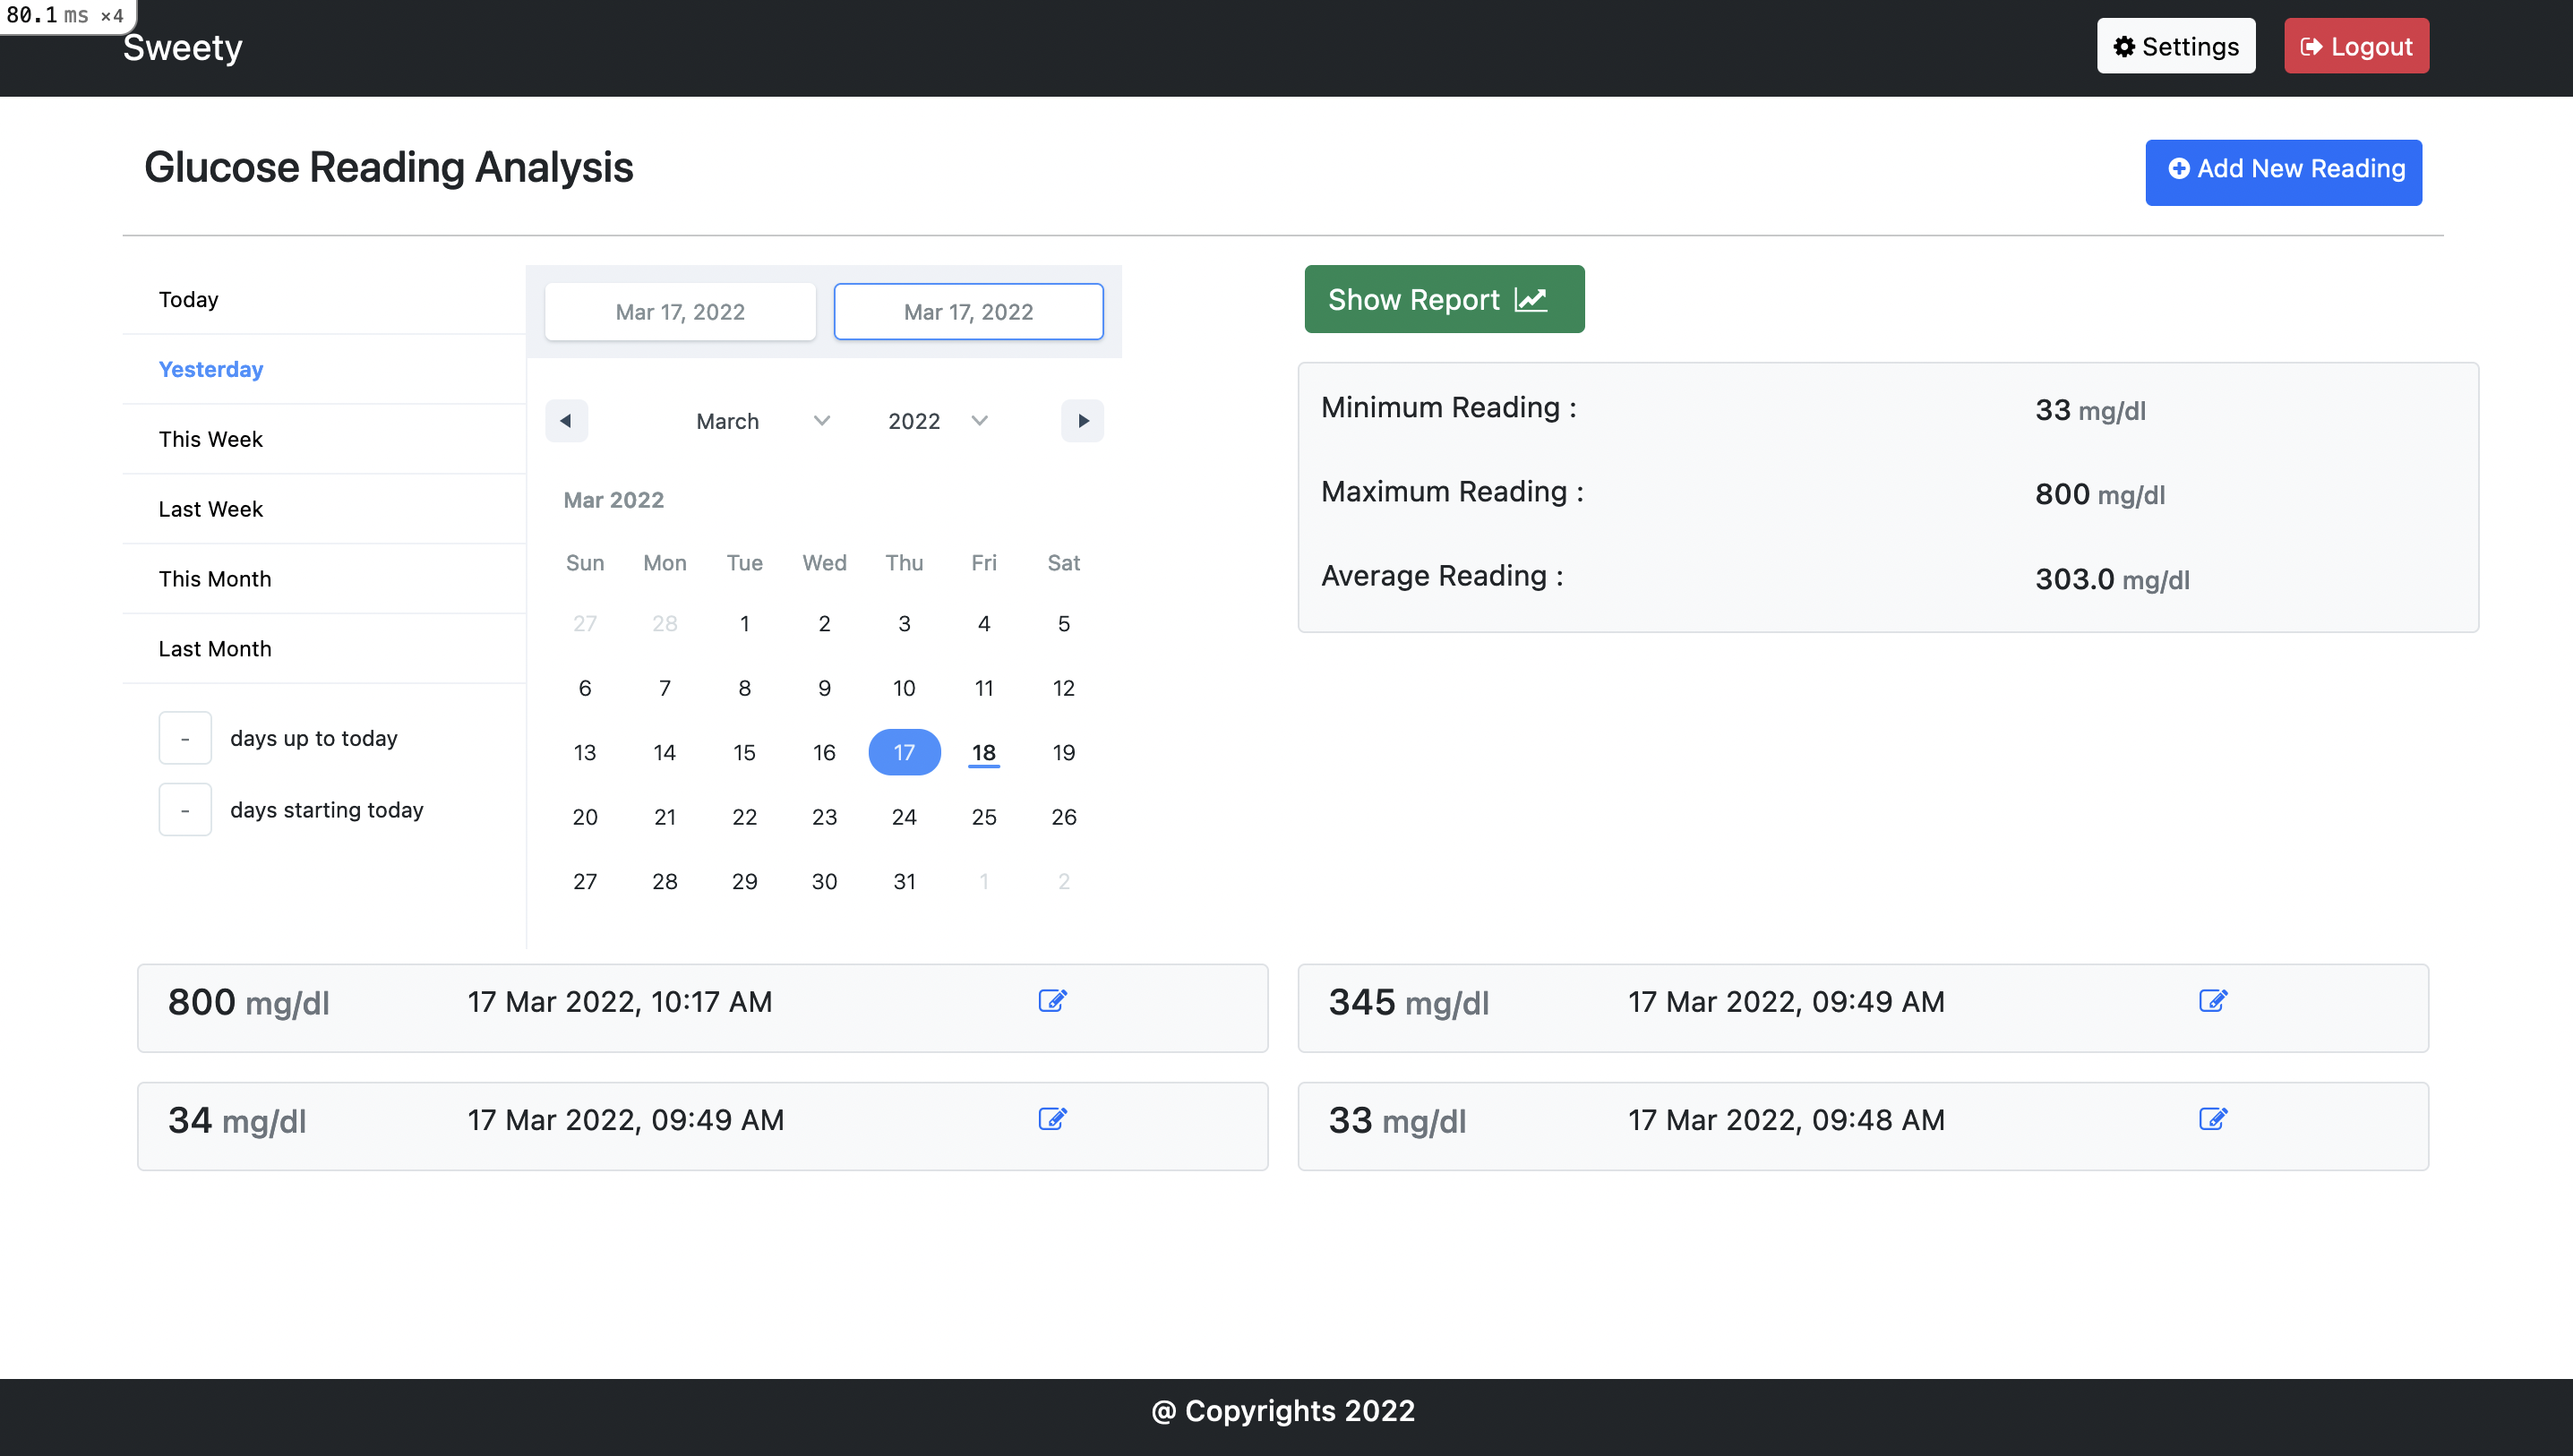 80.1 ms ×4
Sweety
Settings
Logout
Glucose Reading Analysis
Add New Reading
Today
Yesterday
This Week
Last Week
This Month
Last Month
- days up to today
- days starting today
Mar 17, 2022 Mar 17, 2022
March 2022
Mar 2022
Sun Mon Tue Wed Thu Fri Sat
27 28 1 2 3 4 5
6 7 8 9 10 11 12
13 14 15 16 17 18 19
20 21 22 23 24 25 26
27 28 29 30 31 1 2
Show Report
Minimum Reading : 33 mg/dl
Maximum Reading : 800 mg/dl
Average Reading : 303.0 mg/dl
800 mg/dl 17 Mar 2022, 10:17 AM
345 mg/dl 17 Mar 2022, 09:49 AM
34 mg/dl 17 Mar 2022, 09:49 AM
33 mg/dl 17 Mar 2022, 09:48 AM
@ Copyrights 2022